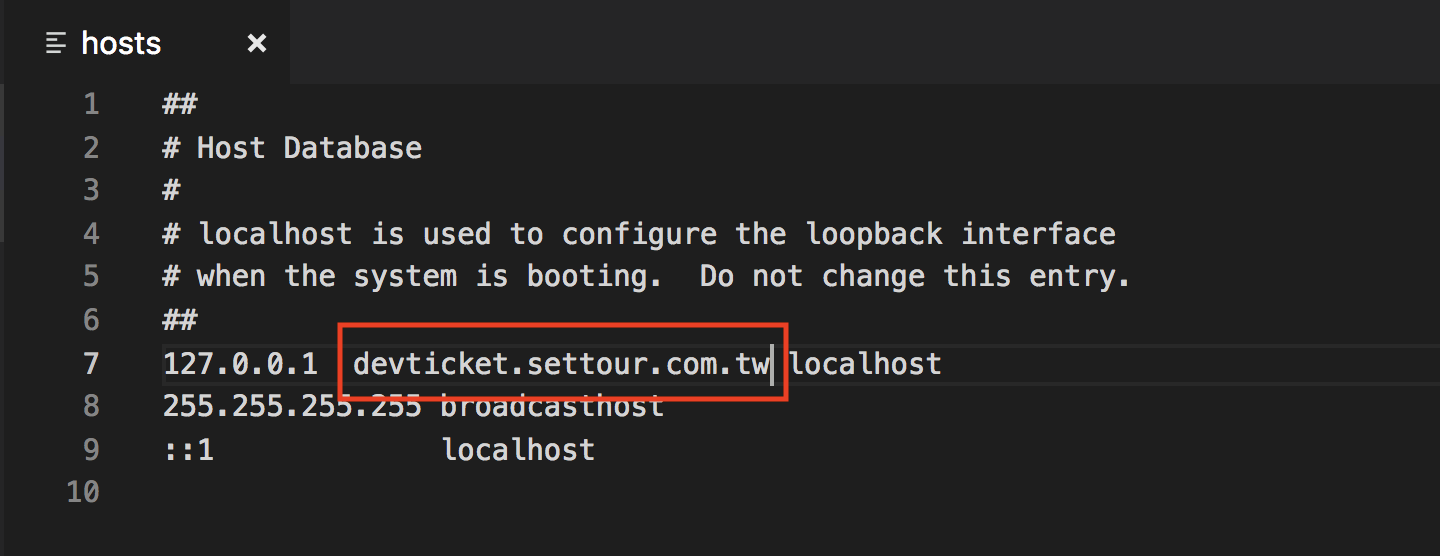 hosts
1 ##
2 # Host Database
3 #
4 # localhost is used to configure the loopback interface
5 # when the system is booting.  Do not change this entry.
6 ##
7 127.0.0.1  devticket.settour.com.tw localhost
8 255.255.255.255 broadcasthost
9 ::1             localhost
10